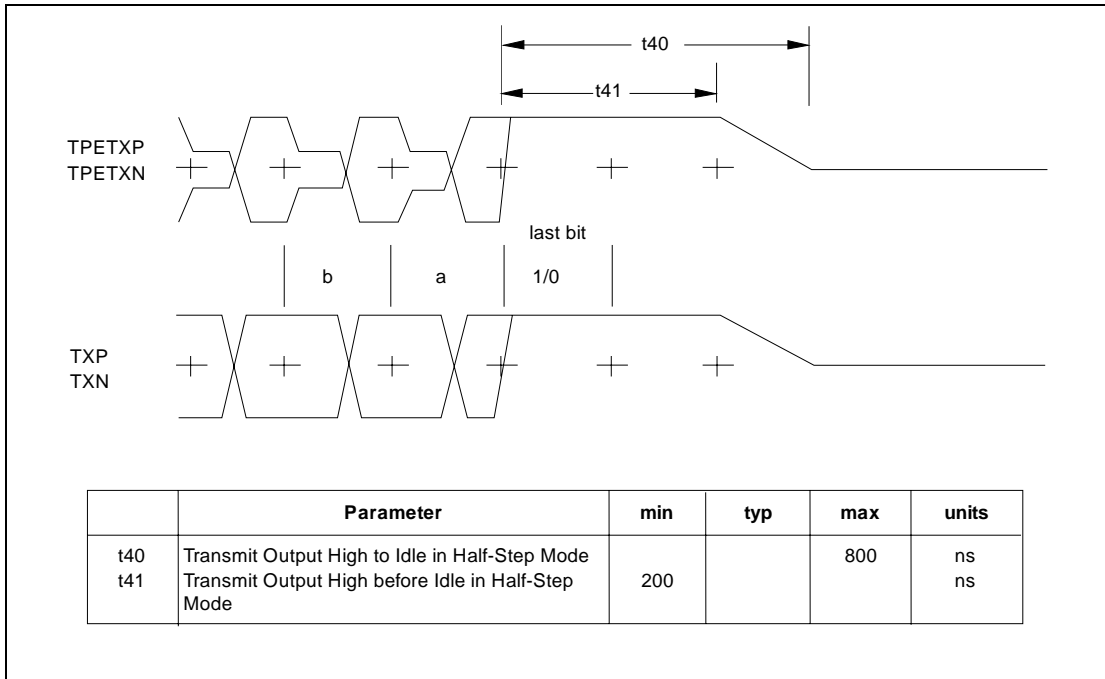 t40
t41
TPETXP
TPETXN
last bit
b a 1/0
TXP
TXN
Parameter min typ max units
t40 Transmit Output High to Idle in Half-Step Mode 800 ns
t41 Transmit Output High before Idle in Half-Step 200 ns
Mode